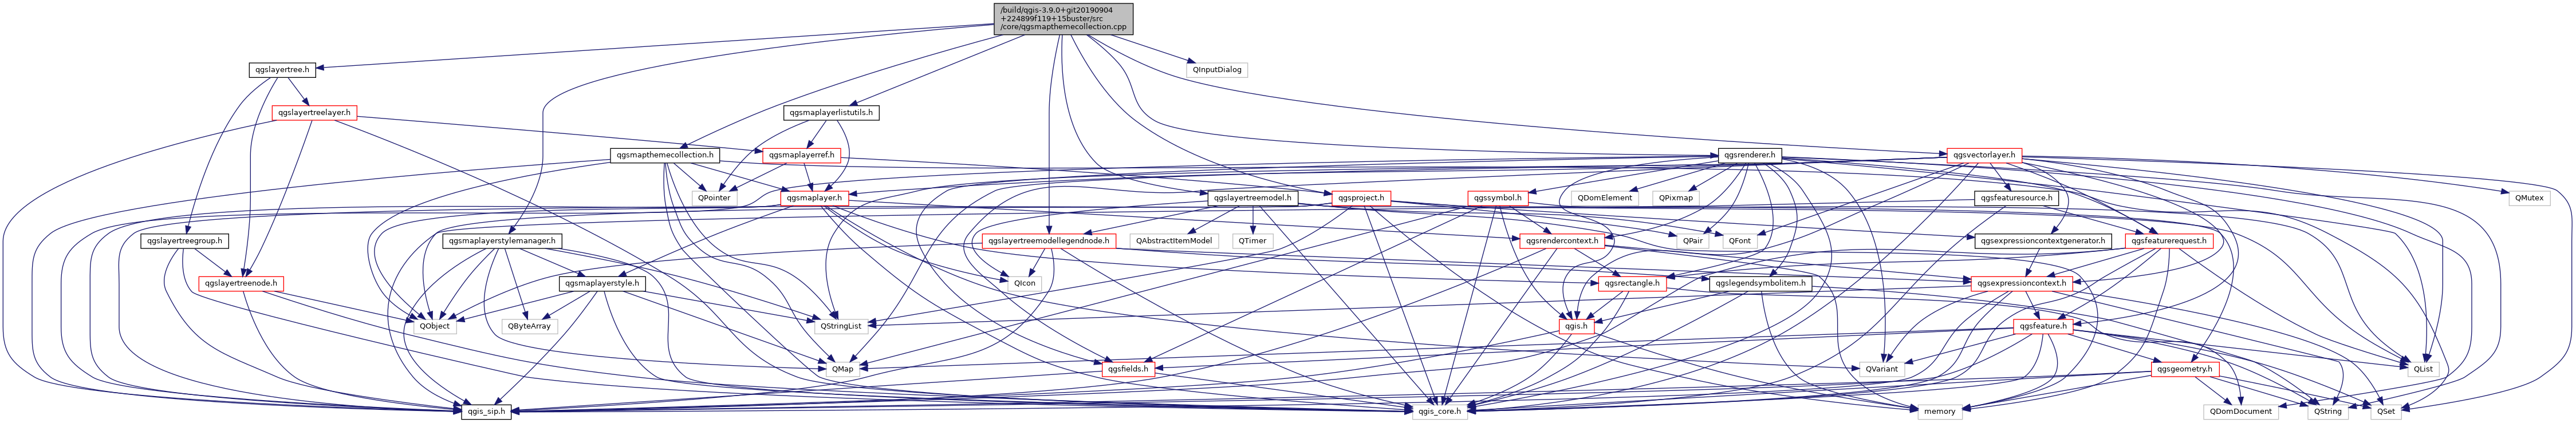 /build/qgis-3.9.0+git20190904
+224899f119+15buster/src
/core/qgsmapthemecollection.cpp
qgslayertree.h
QInputDialog
qgslayertreelayer.h
qgsmaplayerlistutils.h
qgsmapthemecollection.h
qgsmaplayerref.h
qgsrenderer.h
qgsvectorlayer.h
QPointer
qgsmaplayer.h
qgslayertreemodel.h
qgsproject.h
qgssymbol.h
QDomElement
QPixmap
qgsfeaturesource.h
QMutex
qgslayertreegroup.h
qgsmaplayerstylemanager.h
qgslayertreemodellegendnode.h
QAbstractItemModel
QTimer
qgsrendercontext.h
QPair
QFont
qgsexpressioncontextgenerator.h
qgsfeaturerequest.h
qgslayertreenode.h
qgsmaplayerstyle.h
QIcon
qgsrectangle.h
qgslegendsymbolitem.h
qgsexpressioncontext.h
QObject
QByteArray
QStringList
qgis.h
qgsfeature.h
QMap
qgsfields.h
QVariant
qgsgeometry.h
QList
qgis_sip.h
qgis_core.h
memory
QDomDocument
QString
QSet